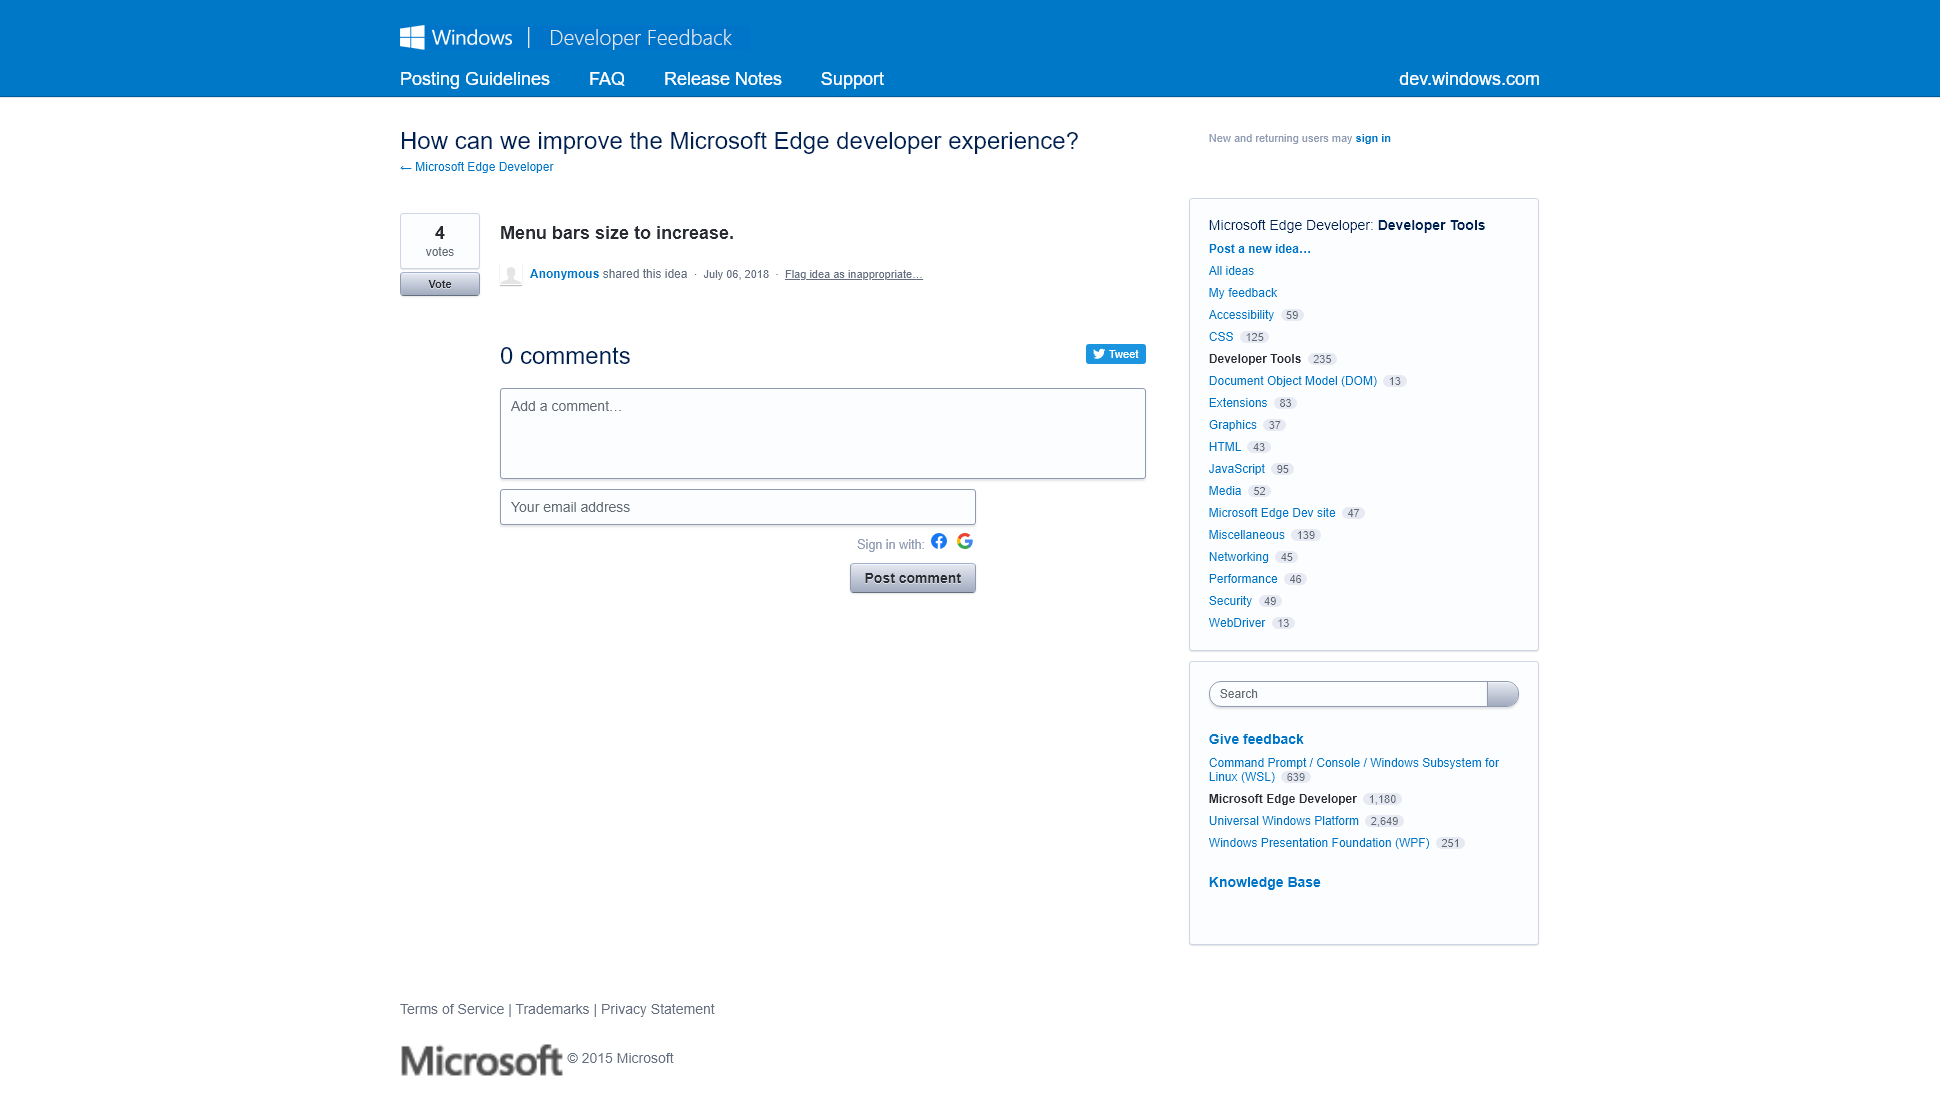 Windows | Developer Feedback
Posting Guidelines FAQ Release Notes Support dev.windows.com
How can we improve the Microsoft Edge developer experience?
← Microsoft Edge Developer
New and returning users may sign in
4
votes
Vote
Menu bars size to increase.
Anonymous shared this idea · July 06, 2018 · Flag idea as inappropriate…
0 comments
Tweet
Add a comment…
Your email address
Sign in with:
Post comment
Microsoft Edge Developer: Developer Tools
Post a new idea…
All ideas
My feedback
Accessibility 59
CSS 125
Developer Tools 235
Document Object Model (DOM) 13
Extensions 83
Graphics 37
HTML 43
JavaScript 95
Media 52
Microsoft Edge Dev site 47
Miscellaneous 139
Networking 45
Performance 46
Security 49
WebDriver 13
Search
Give feedback
Command Prompt / Console / Windows Subsystem for
Linux (WSL) 639
Microsoft Edge Developer 1,180
Universal Windows Platform 2,649
Windows Presentation Foundation (WPF) 251
Knowledge Base
Terms of Service | Trademarks | Privacy Statement
Microsoft © 2015 Microsoft